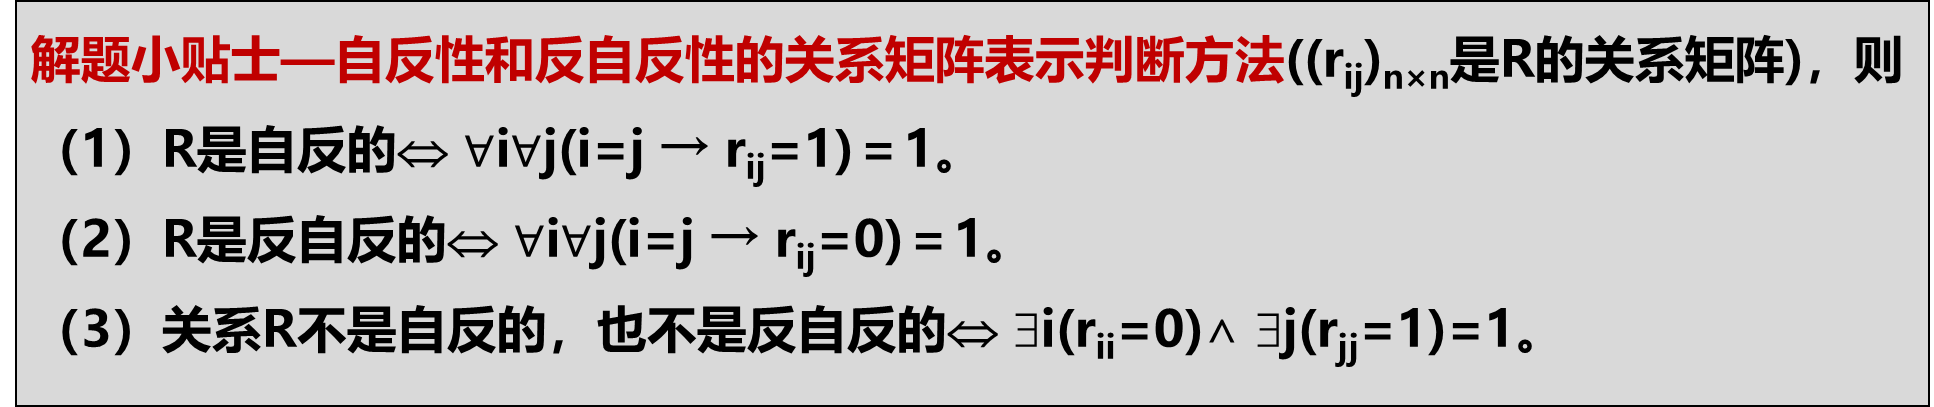 解题小贴士—自反性和反自反性的关系矩阵表示判断方法((rij)n×n是R的关系矩阵)，则
（1）R是自反的⇔ ∀i∀j(i=j → rij=1) = 1。
（2）R是反自反的⇔ ∀i∀j(i=j → rij=0) = 1。
（3）关系R不是自反的，也不是反自反的⇔ ∃i(rii=0)∧ ∃j(rjj=1)=1。